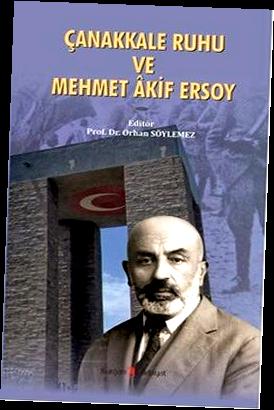 ÇANAKKALE RUHU
VE
MEHMET ÂKİF ERSOY
Editör
Prof. Dr. Orhan SÖYLEMEZ